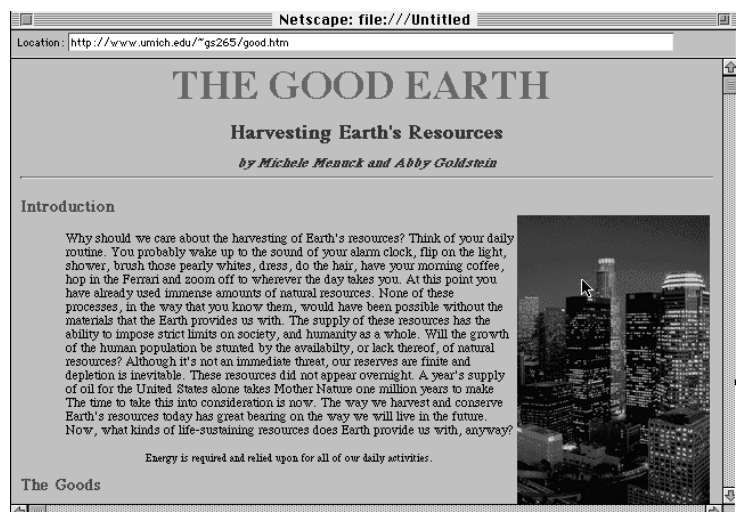 Netscape: file:///Untitled
Location: http://www.umich.edu/~gs265/good.htm
THE GOOD EARTH
Harvesting Earth's Resources
by Michele Menuck and Abby Goldstein
Introduction
Why should we care about the harvesting of Earth's resources? Think of your daily
routine. You probably wake up to the sound of your alarm clock, flip on the light,
shower, brush those pearly whites, dress, do the hair, have your morning coffee,
hop in the Ferrari and zoom off to wherever the day takes you. At this point you
have already used immense amounts of natural resources. None of these
processes, in the way that you know them, would have been possible without the
materials that the Earth provides us with. The supply of these resources has the
ability to impose strict limits on society, and humanity as a whole. Will the growth
of the human population be stunted by the availabilty, or lack thereof, of natural
resources? Although it's not an immediate threat, our reserves are finite and
depletion is inevitable. These resources did not appear overnight. A year's supply
of oil for the United States alone takes Mother Nature one million years to make
The time to take this into consideration is now. The way we harvest and conserve
Earth's resources today has great bearing on the way we will live in the future.
Now, what kinds of life-sustaining resources does Earth provide us with, anyway?
Energy is required and relied upon for all of our daily activities.
The Goods